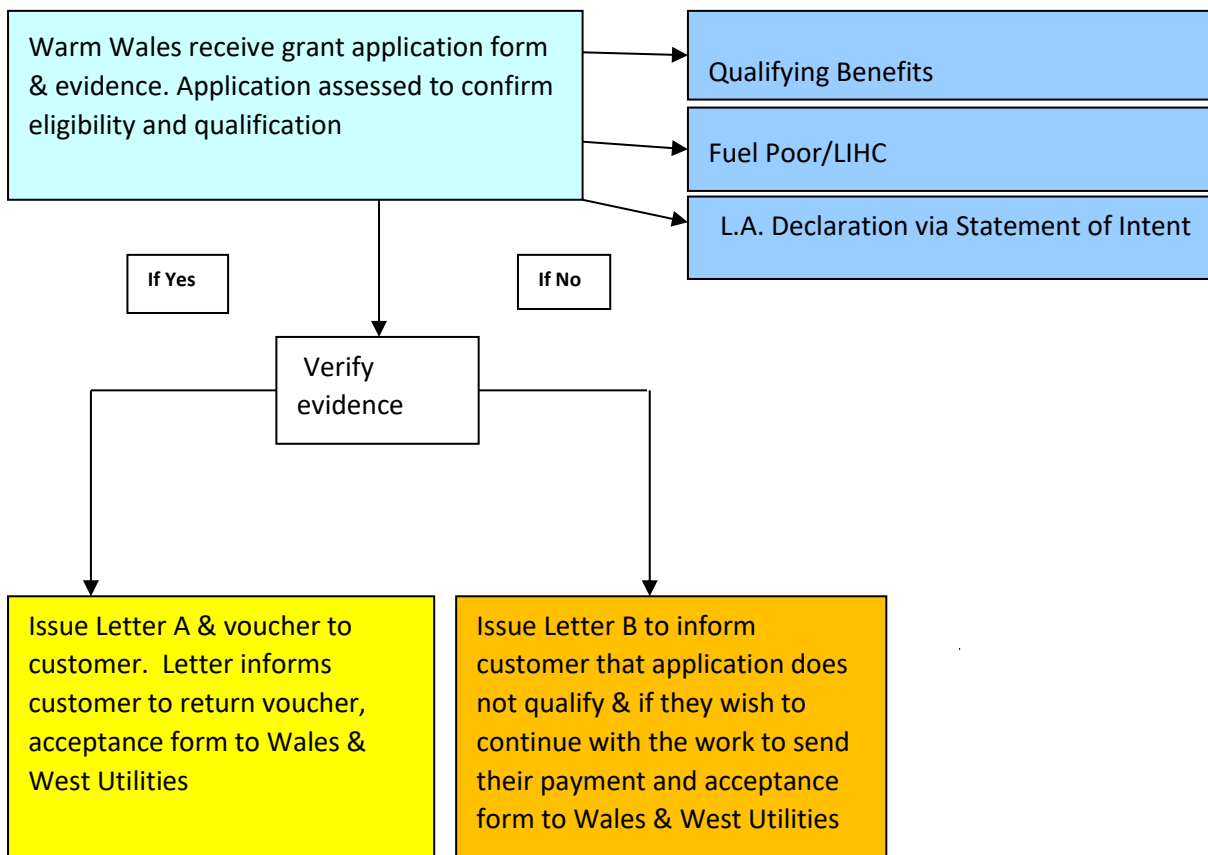 Warm Wales receive grant application form
& evidence. Application assessed to confirm
eligibility and qualification
Qualifying Benefits
Fuel Poor/LIHC
L.A. Declaration via Statement of Intent
If Yes
If No
Verify
evidence
Issue Letter A & voucher to
customer.  Letter informs
customer to return voucher,
acceptance form to Wales &
West Utilities
Issue Letter B to inform
customer that application does
not qualify & if they wish to
continue with the work to send
their payment and acceptance
form to Wales & West Utilities